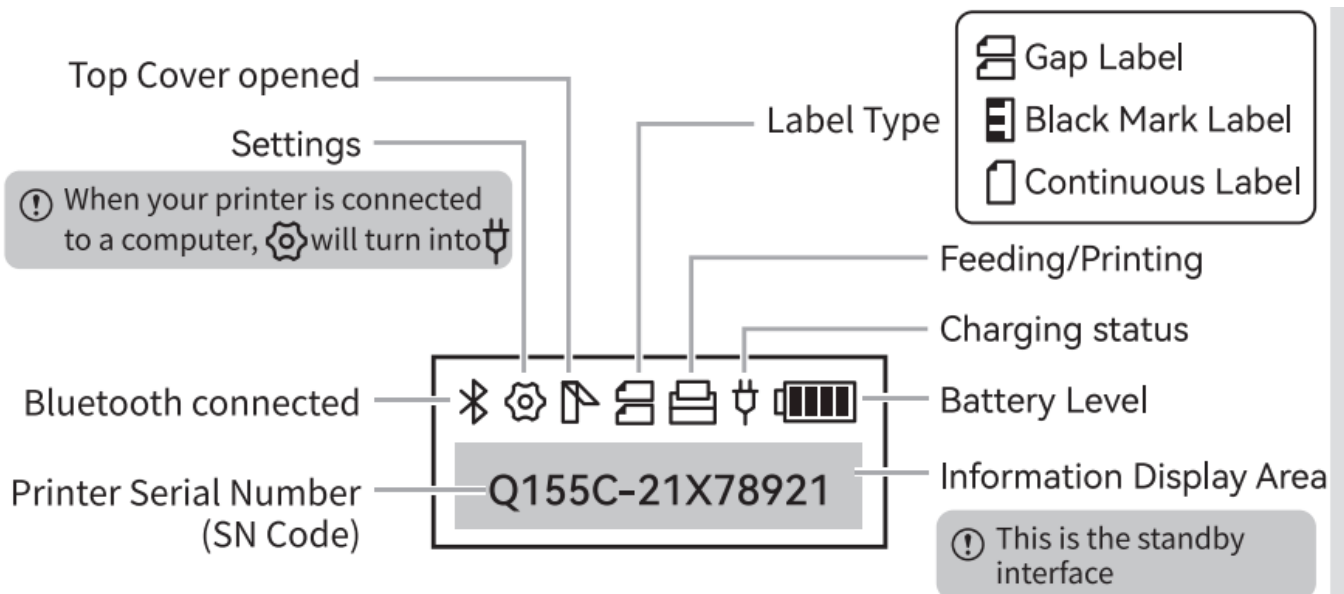 Top Cover opened
Settings
When your printer is connected
to a computer, will turn into
Bluetooth connected
Printer Serial Number
(SN Code)
Label Type
Gap Label
Black Mark Label
Continuous Label
Feeding/Printing
Charging status
Battery Level
Information Display Area
This is the standby
interface
Q155C-21X78921